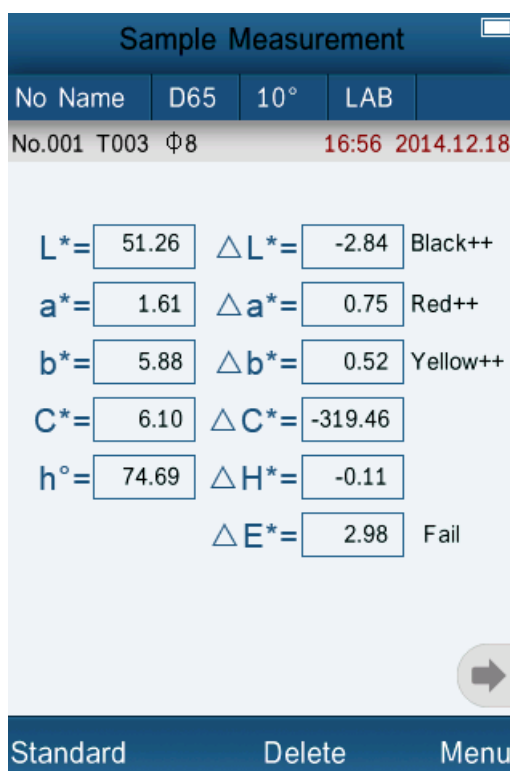 Sample Measurement
No Name D65 10° LAB
No.001 T003 Φ8 16:56 2014.12.18
L*= 51.26 △L*= -2.84 Black++
a*= 1.61 △a*= 0.75 Red++
b*= 5.88 △b*= 0.52 Yellow++
C*= 6.10 △C*= -319.46
h°= 74.69 △H*= -0.11
△E*= 2.98 Fail
Standard Delete Menu